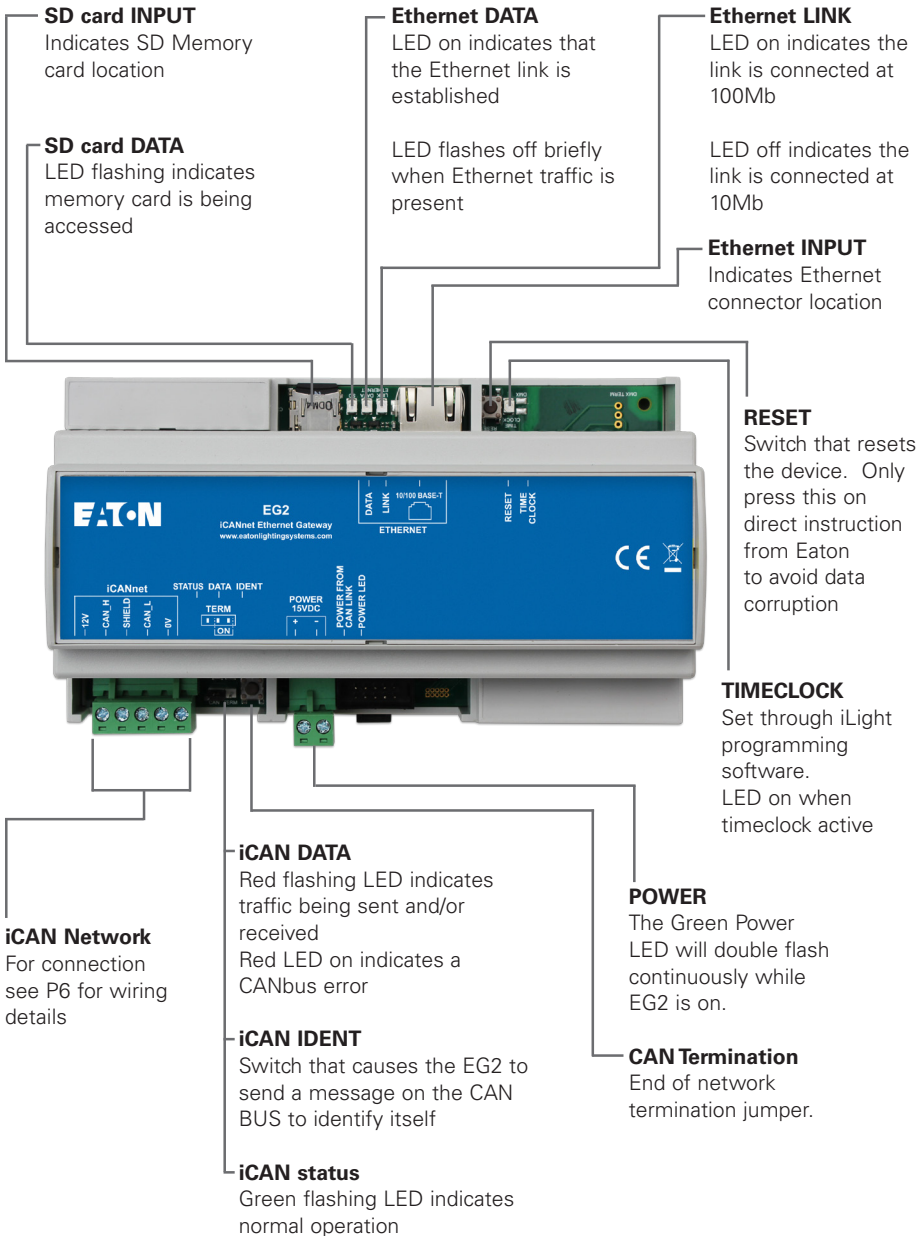 SD card INPUT
Indicates SD Memory
card location
SD card DATA
LED flashing indicates
memory card is being
accessed
Ethernet DATA
LED on indicates that
the Ethernet link is
established
LED flashes off briefly
when Ethernet traffic is
present
Ethernet LINK
LED on indicates the
link is connected at
100Mb
LED off indicates the
link is connected at
10Mb
Ethernet INPUT
Indicates Ethernet
connector location
RESET
Switch that resets
the device. Only
press this on
direct instruction
from Eaton
to avoid data
corruption
TIMECLOCK
Set through iLight
programming
software.
LED on when
timeclock active
DMX TERM
EATON
EG2
iCANnet Ethernet Gateway
www.eatonlightingsystems.com
DATA
LINK
10/100 BASE-T
ETHERNET
RESET
TIME
CLOCK
CE
iCANnet
12V
CAN_H
SHIELD
CAN_L
0V
STATUS DATA IDENT
TERM
ON
POWER
15VDC
+ -
POWER FROM
CAN LINK
POWER LED
iCAN Network
For connection
see P6 for wiring
details
iCAN DATA
Red flashing LED indicates
traffic being sent and/or
received
Red LED on indicates a
CANbus error
iCAN IDENT
Switch that causes the EG2 to
send a message on the CAN
BUS to identify itself
iCAN status
Green flashing LED indicates
normal operation
POWER
The Green Power
LED will double flash
continuously while
EG2 is on.
CAN Termination
End of network
termination jumper.